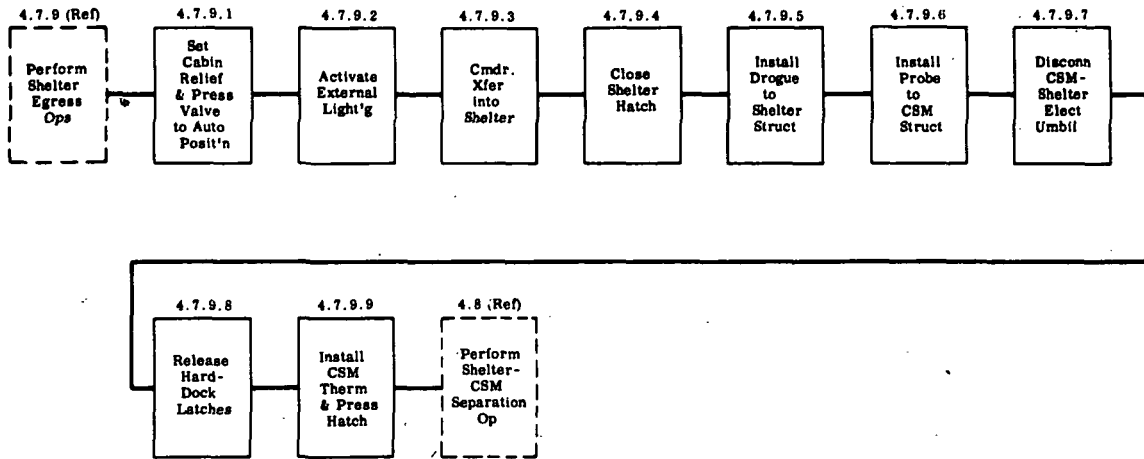 4.7.9 (Ref)
Perform
Shelter
Egress
Ops
4.7.9.1
Set
Cabin
Relief
& Press
Valve
to Auto
Posit'n
4.7.9.2
Activate
External
Light'g
4.7.9.3
Cmdr.
Xfer
into
Shelter
4.7.9.4
Close
Shelter
Hatch
4.7.9.5
Install
Drogue
to
Shelter
Struct
4.7.9.6
Install
Probe
to
CSM
Struct
4.7.9.7
Disconn
CSM-
Shelter
Elect
Umbil
4.7.9.8
Release
Hard-
Dock
Latches
4.7.9.9
Install
CSM
Therm
& Press
Hatch
4.8 (Ref)
Perform
Shelter-
CSM
Separation
Op